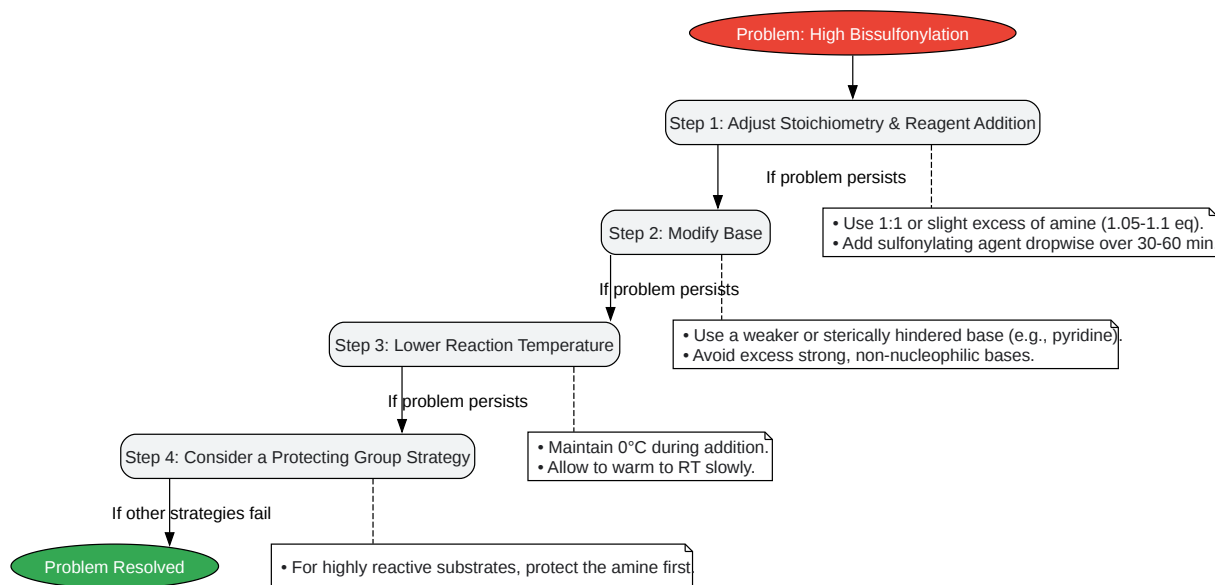 Problem: High Bissulfonylation
Step 1: Adjust Stoichiometry & Reagent Addition
If problem persists
• Use 1:1 or slight excess of amine (1.05-1.1 eq).
• Add sulfonylating agent dropwise over 30-60 min
Step 2: Modify Base
If problem persists
• Use a weaker or sterically hindered base (e.g., pyridine).
• Avoid excess strong, non-nucleophilic bases.
Step 3: Lower Reaction Temperature
If problem persists
• Maintain 0°C during addition.
• Allow to warm to RT slowly.
Step 4: Consider a Protecting Group Strategy
If other strategies fail
• For highly reactive substrates, protect the amine first.
Problem Resolved